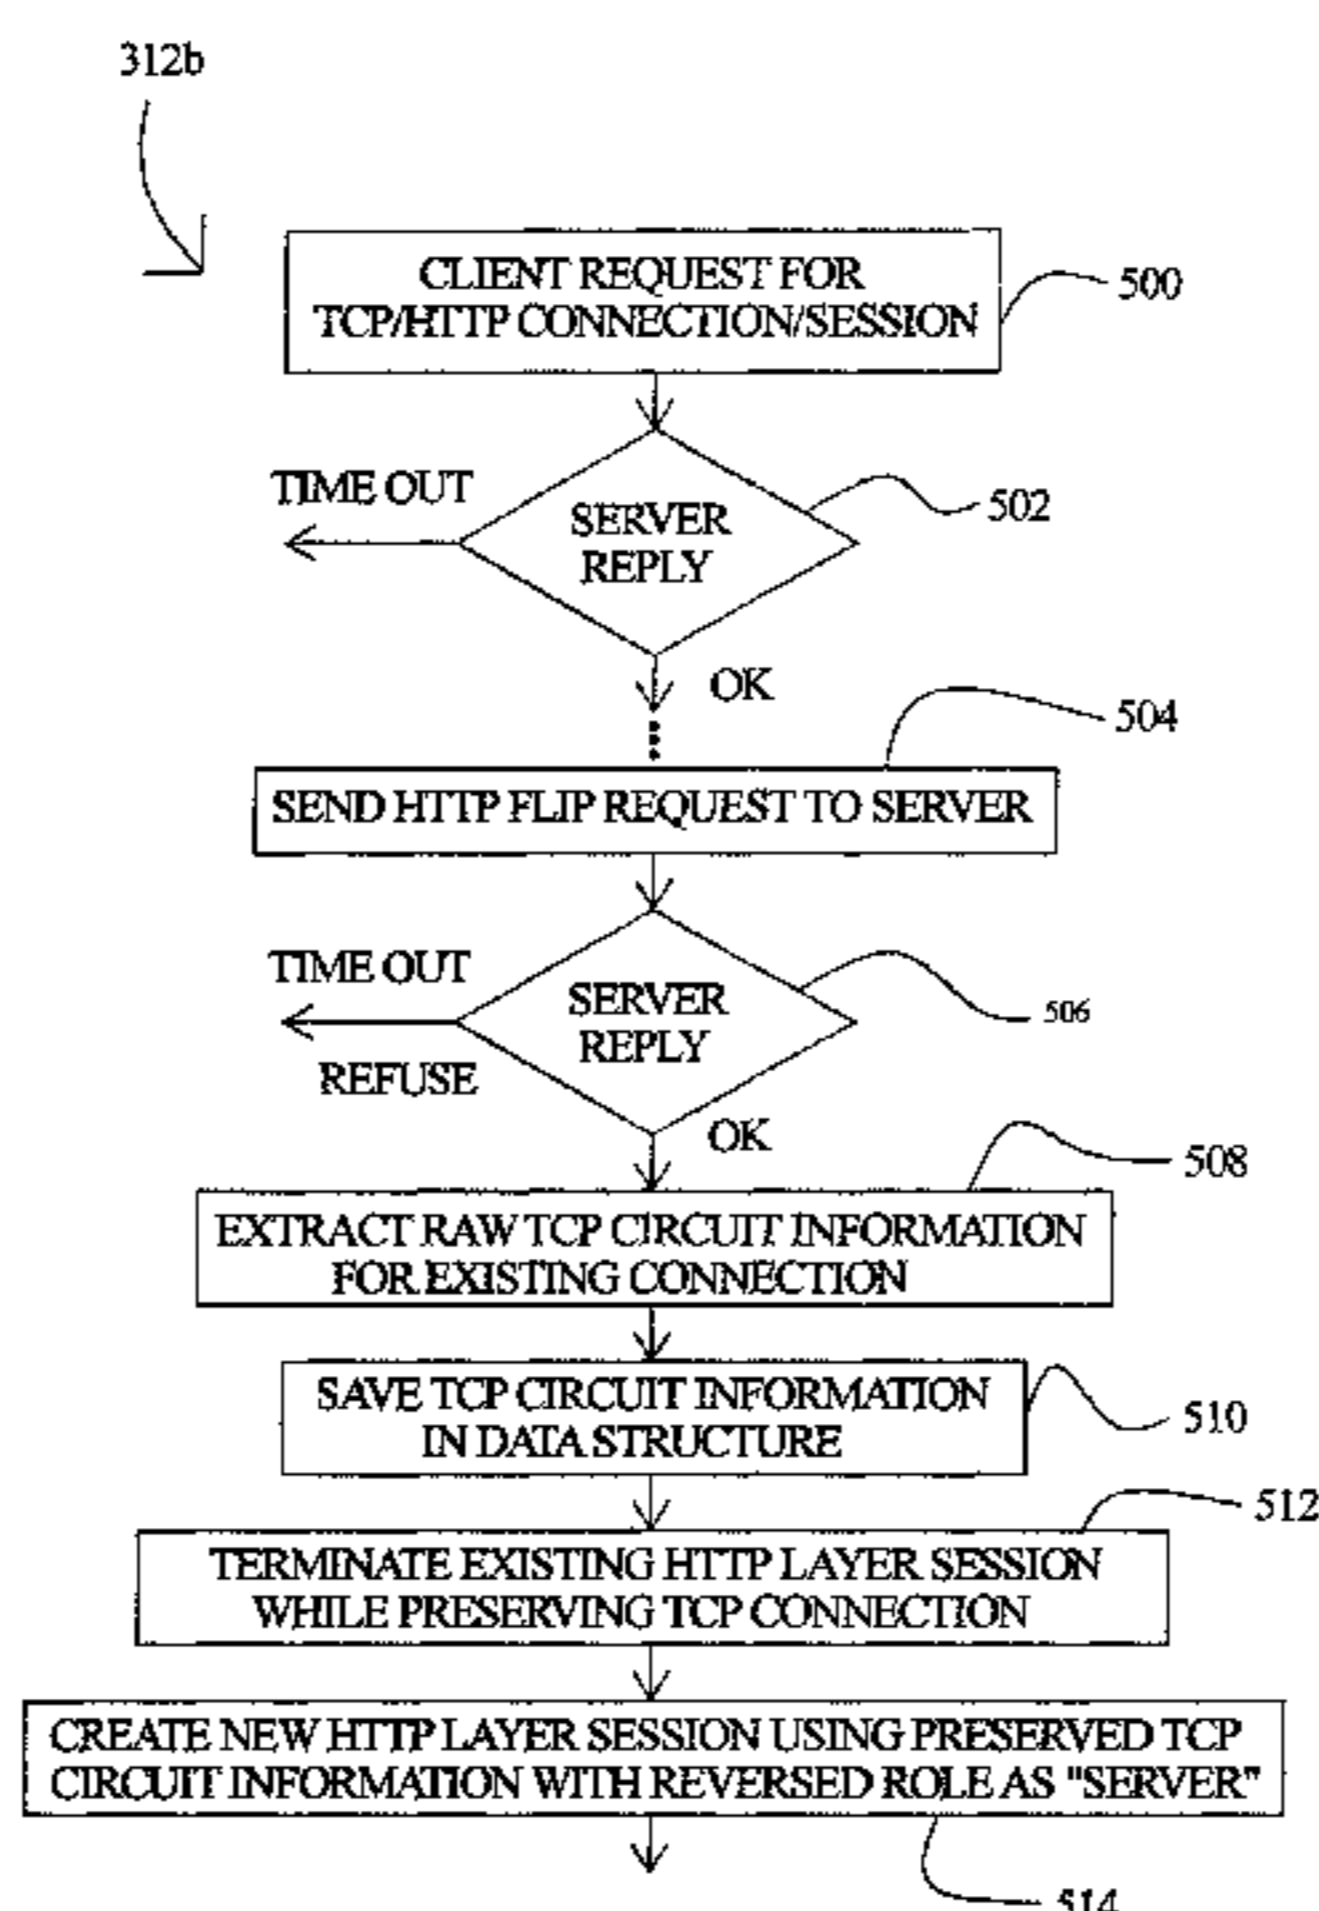 312b
CLIENT REQUEST FOR
TCP/HTTP CONNECTION/SESSION
500
TIME OUT
SERVER
REPLY
502
OK
504
SEND HTTP FLIP REQUEST TO SERVER
TIME OUT
SERVER
REPLY
506
REFUSE
OK
508
EXTRACT RAW TCP CIRCUIT INFORMATION
FOR EXISTING CONNECTION
SAVE TCP CIRCUIT INFORMATION
IN DATA STRUCTURE
510
512
TERMINATE EXISTING HTTP LAYER SESSION
WHILE PRESERVING TCP CONNECTION
CREATE NEW HTTP LAYER SESSION USING PRESERVED TCP
CIRCUIT INFORMATION WITH REVERSED ROLE AS "SERVER"
514